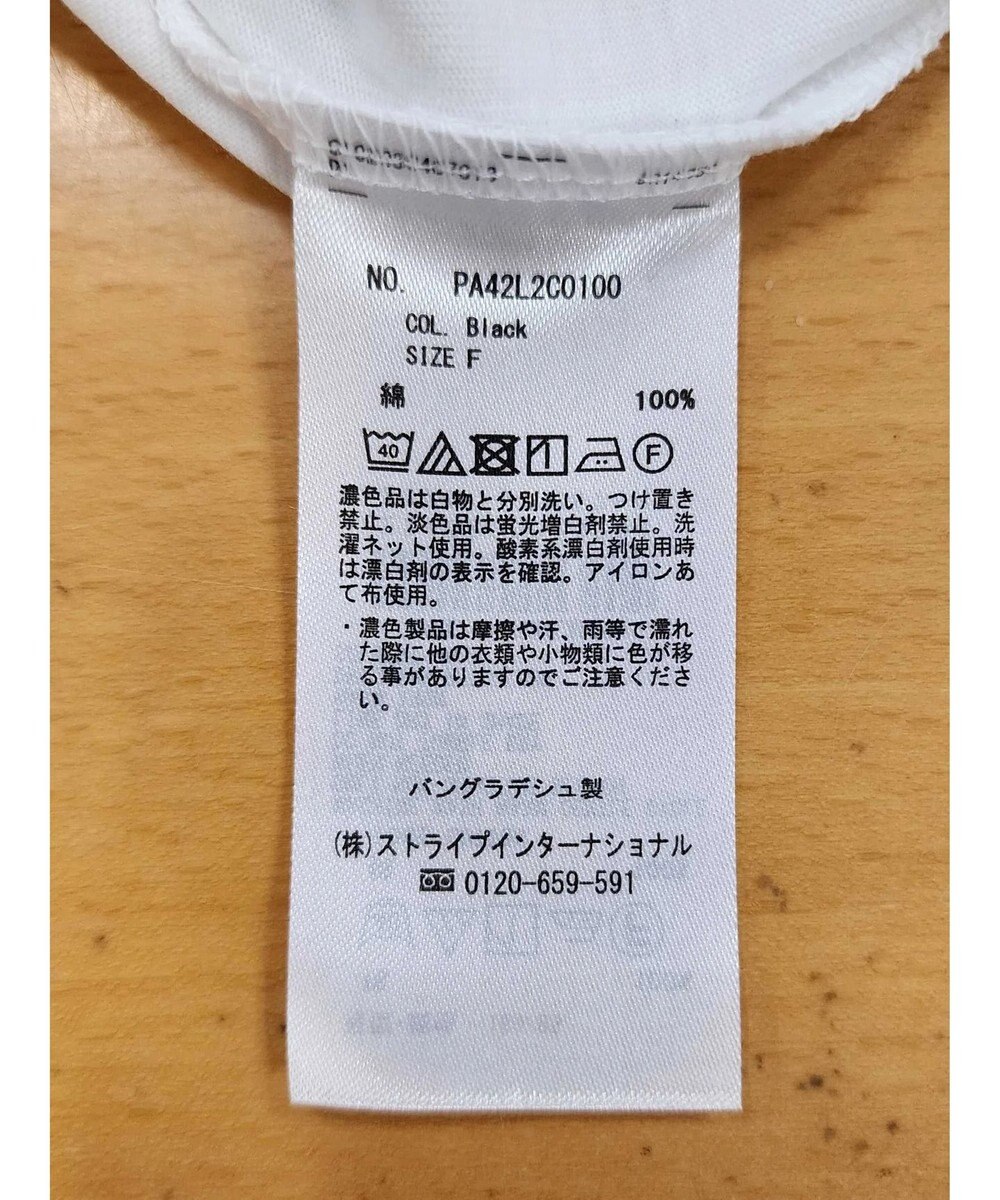 NO. PA42L2C0100
COL. Black
SIZE F
綿 100%
40 F
濃色品は白物と分別洗い。つけ置き
禁止。淡色品は蛍光増白剤禁止。洗
濯ネット使用。酸素系漂白剤使用時
は漂白剤の表示を確認。アイロンあ
て布使用。
・濃色製品は摩擦や汗、雨等で濡れ
た際に他の衣類や小物類に色が移
る事がありますのでご注意くださ
い。
バングラデシュ製
(株)ストライプインターナショナル
0120-659-591